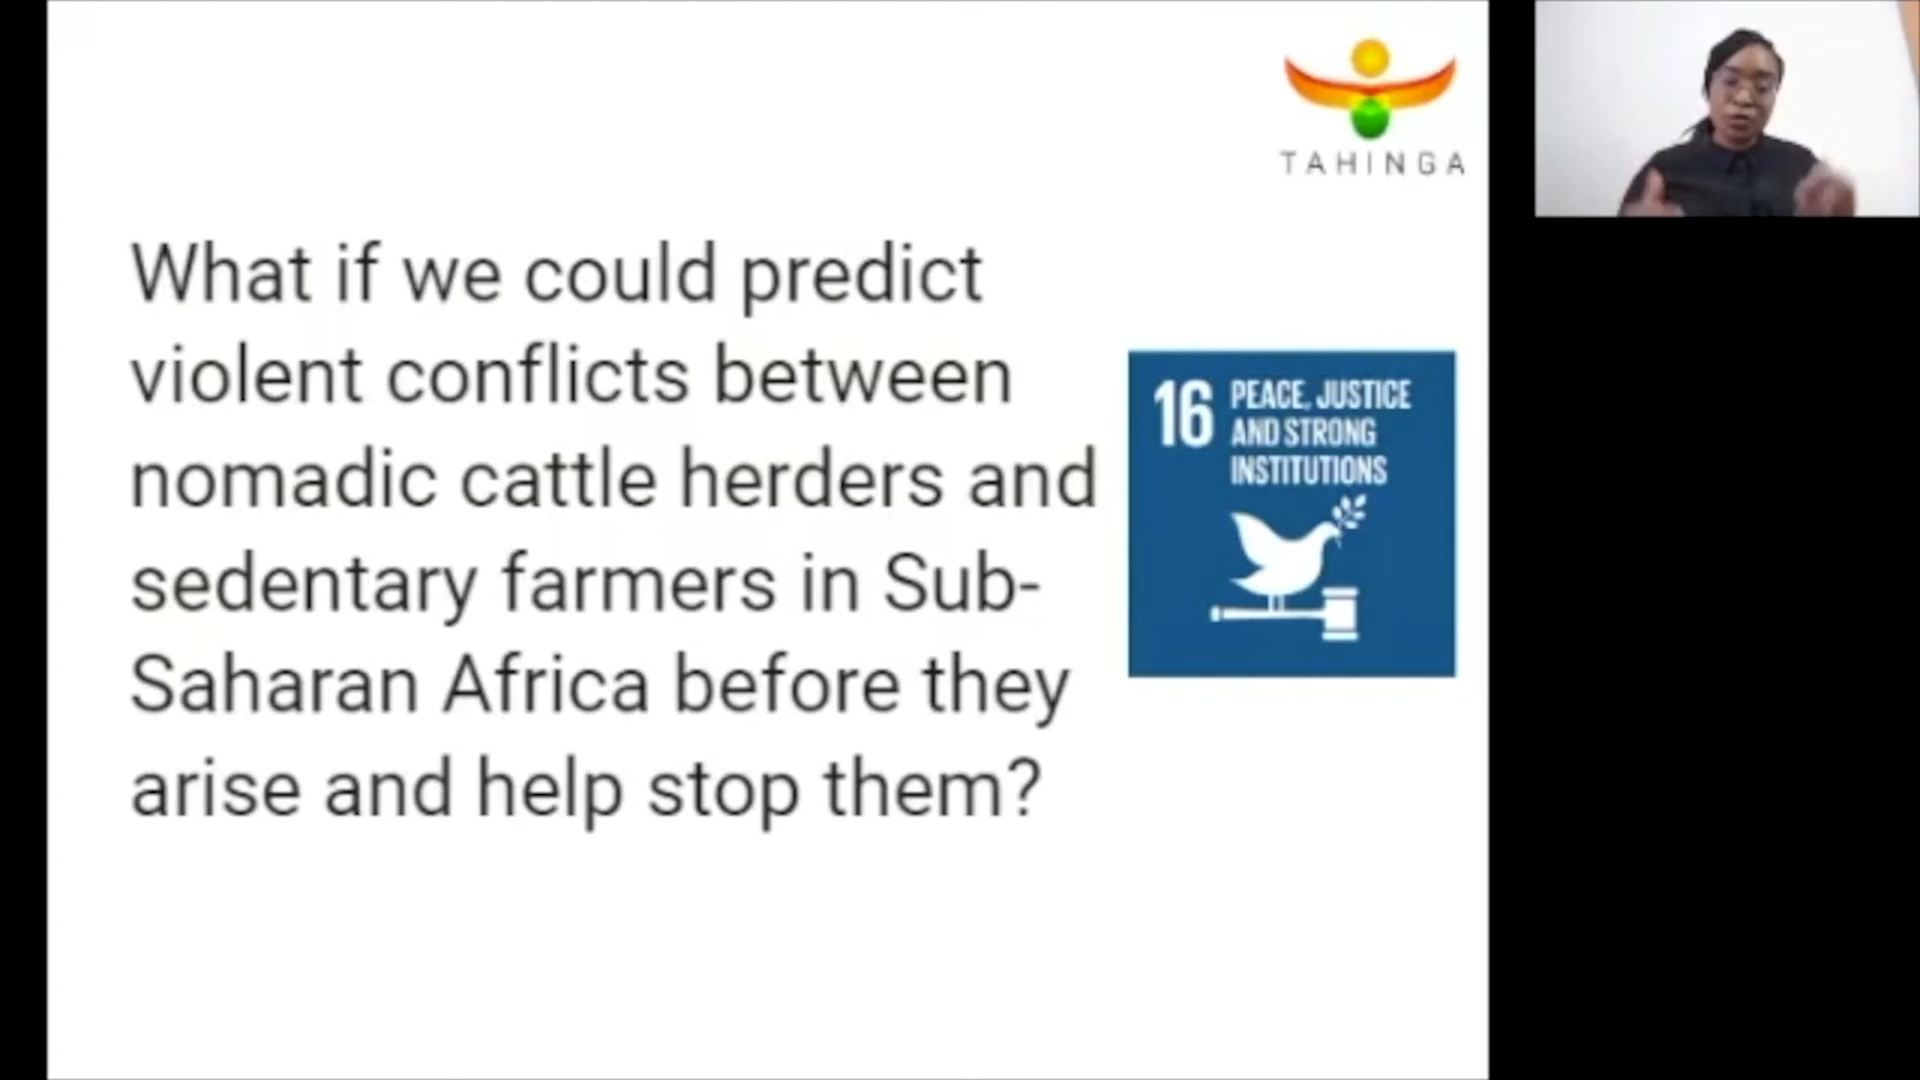 TAHINGA
What if we could predict
violent conflicts between
nomadic cattle herders and
sedentary farmers in Sub-
Saharan Africa before they
arise and help stop them?
16 PEACE, JUSTICE
AND STRONG
INSTITUTIONS